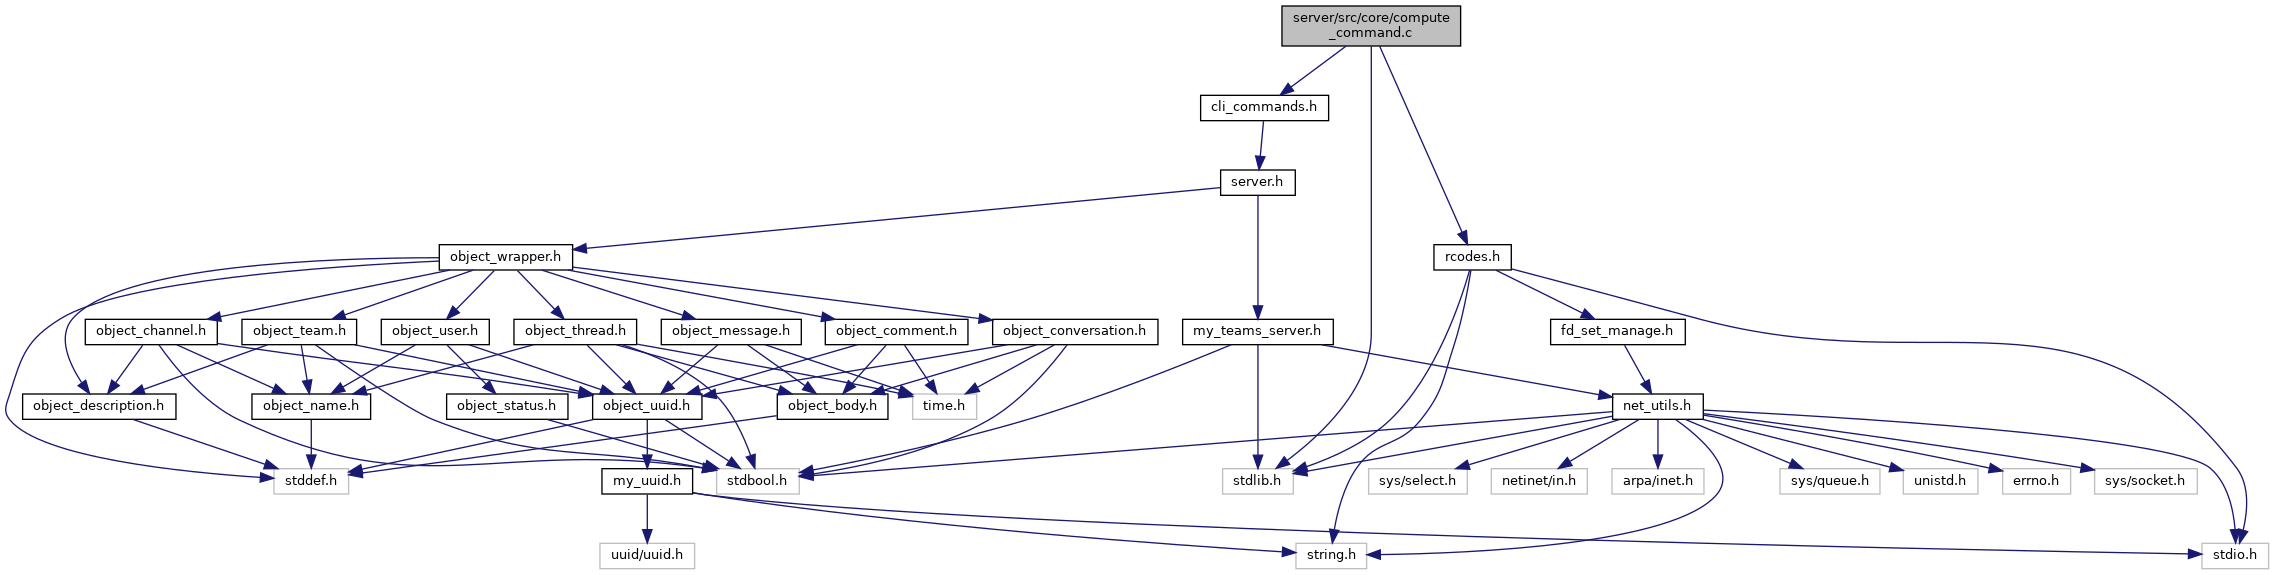 server/src/core/compute
_command.c
cli_commands.h
server.h
object_wrapper.h
rcodes.h
object_channel.h
object_team.h
object_user.h
object_thread.h
object_message.h
object_comment.h
object_conversation.h
my_teams_server.h
fd_set_manage.h
object_description.h
object_name.h
object_status.h
object_uuid.h
object_body.h
time.h
net_utils.h
stddef.h
my_uuid.h
stdbool.h
stdlib.h
sys/select.h
netinet/in.h
arpa/inet.h
sys/queue.h
unistd.h
errno.h
sys/socket.h
uuid/uuid.h
string.h
stdio.h